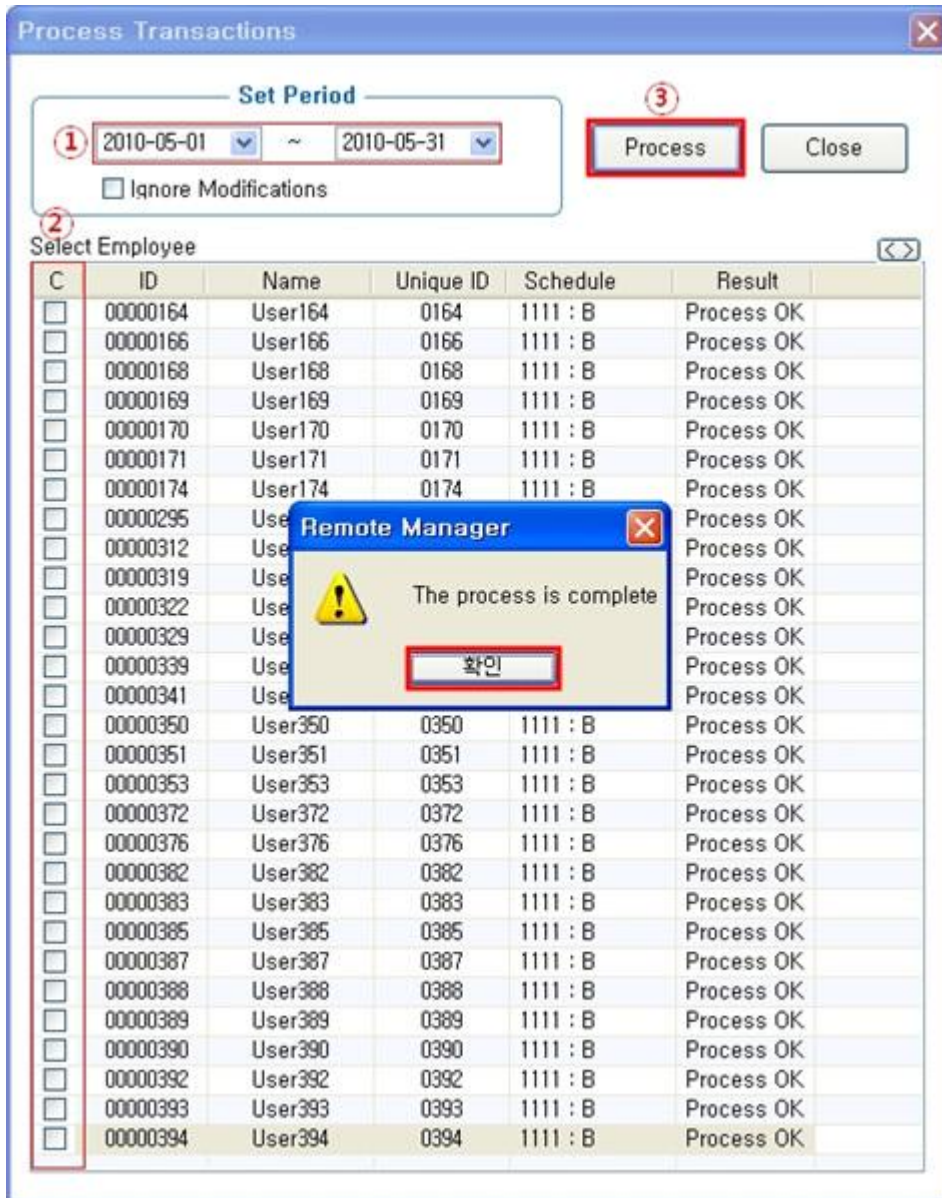 Process Transactions
Set Period
③
① 2010-05-01 ~ 2010-05-31
Process Close
Ignore Modifications
②
Select Employee <>
C ID Name Unique ID Schedule Result
00000164 User164 0164 1111 : B Process OK
00000166 User166 0166 1111 : B Process OK
00000168 User168 0168 1111 : B Process OK
00000169 User169 0169 1111 : B Process OK
00000170 User170 0170 1111 : B Process OK
00000171 User171 0171 1111 : B Process OK
00000174 User174 0174 1111 : B Process OK
00000295 Use Process OK
Remote Manager
00000312 Use Process OK
00000319 Use Process OK
The process is complete
00000322 Use Process OK
00000329 Use Process OK
00000339 Use 확인 Process OK
00000341 Use Process OK
00000350 User350 0350 1111 : B Process OK
00000351 User351 0351 1111 : B Process OK
00000353 User353 0353 1111 : B Process OK
00000372 User372 0372 1111 : B Process OK
00000376 User376 0376 1111 : B Process OK
00000382 User382 0382 1111 : B Process OK
00000383 User383 0383 1111 : B Process OK
00000385 User385 0385 1111 : B Process OK
00000387 User387 0387 1111 : B Process OK
00000388 User388 0388 1111 : B Process OK
00000389 User389 0389 1111 : B Process OK
00000390 User390 0390 1111 : B Process OK
00000392 User392 0392 1111 : B Process OK
00000393 User393 0393 1111 : B Process OK
00000394 User394 0394 1111 : B Process OK